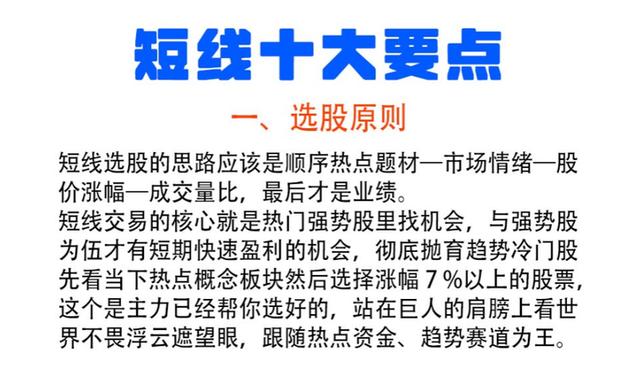 短线十大要点
一、选股原则
短线选股的思路应该是顺序热点题材—市场情绪—股
价涨幅—成交量比，最后才是业绩。
短线交易的核心就是热门强势股里找机会，与强势股
为伍才有短期快速盈利的机会，彻底抛育趋势冷门股
先看当下热点概念板块然后选择涨幅７%以上的股票，
这个是主力已经帮你选好的，站在巨人的肩膀上看世
界不畏浮云遮望眼，跟随热点资金、趋势赛道为王。